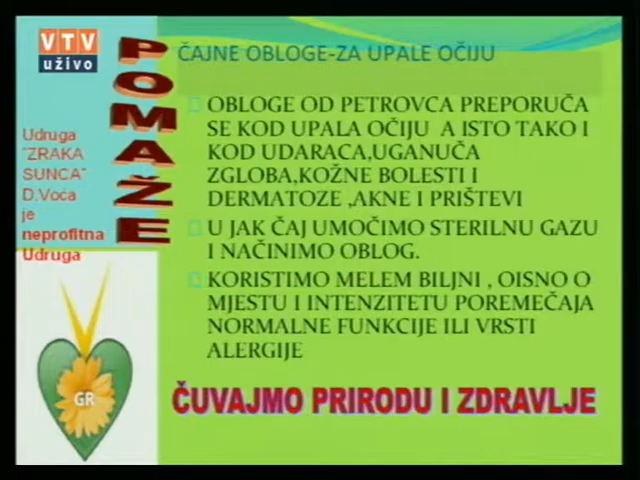 VTV
uživo
POMAŽE
Udruga
"ZRAKA
SUNCA"
D.Voća
je
neprofitna
Udruga
GR
ČAJNE OBLOGE-ZA UPALE OČIJU
OBLOGE OD PETROVCA PREPORUČA
SE KOD UPALA OČIJU A ISTO TAKO I
KOD UDARACA,UGANUČA
ZGLOBA,KOŽNE BOLESTI I
DERMATOZE ,AKNE I PRIŠTEVI
U JAK ČAJ UMOČIMO STERILNU GAZU
I NAČINIMO OBLOG.
KORISTIMO MELEM BILJNI , OISNO O
MJESTU I INTENZITETU POREMEČAJA
NORMALNE FUNKCIJE ILI VRSTI
ALERGIJE
ČUVAJMO PRIRODU I ZDRAVLJE